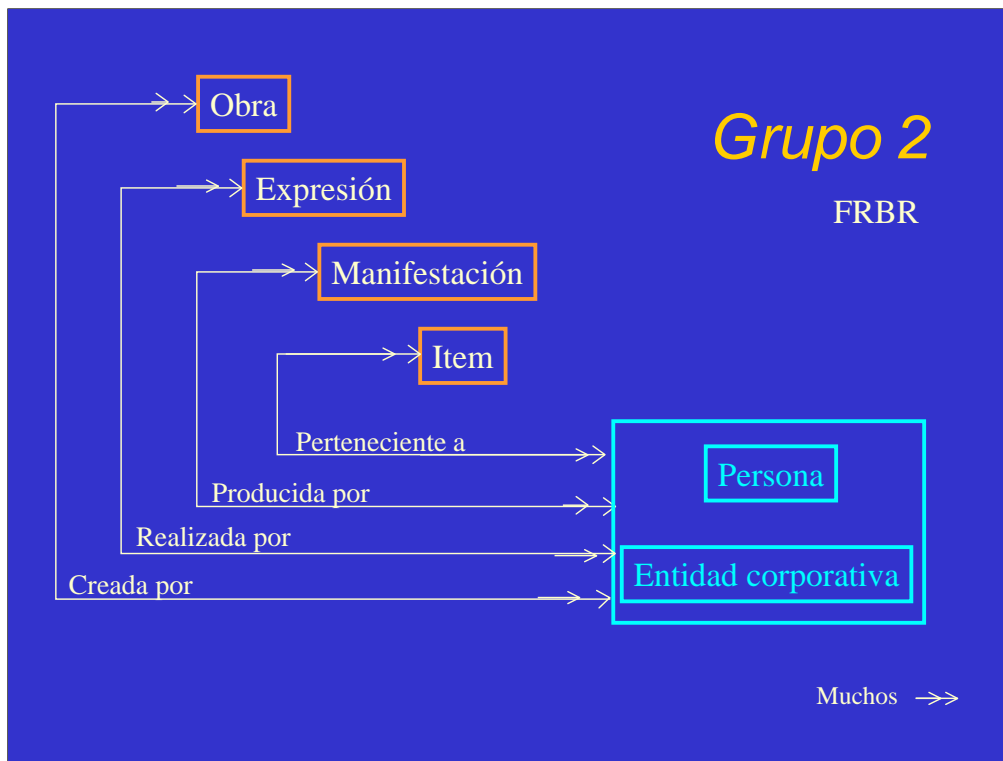 Obra
Grupo 2
Expresión
FRBR
Manifestación
Item
Perteneciente a
Persona
Producida por
Realizada por
Entidad corporativa
Creada por
Muchos